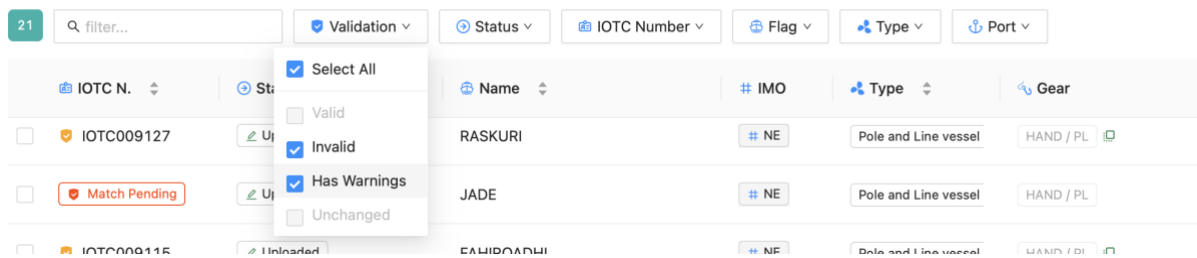 21 filter... Validation Status IOTC Number Flag Type Port
Select All
IOTC N. Name # IMO Type Gear
Valid
IOTC009127 RASKURI # NE Pole and Line vessel HAND / PL
Invalid
Has Warnings
Match Pending JADE # NE Pole and Line vessel HAND / PL
Unchanged
IOTC009115 Uploaded FAHIROADHI # NE Pole and Line vessel HAND / PL